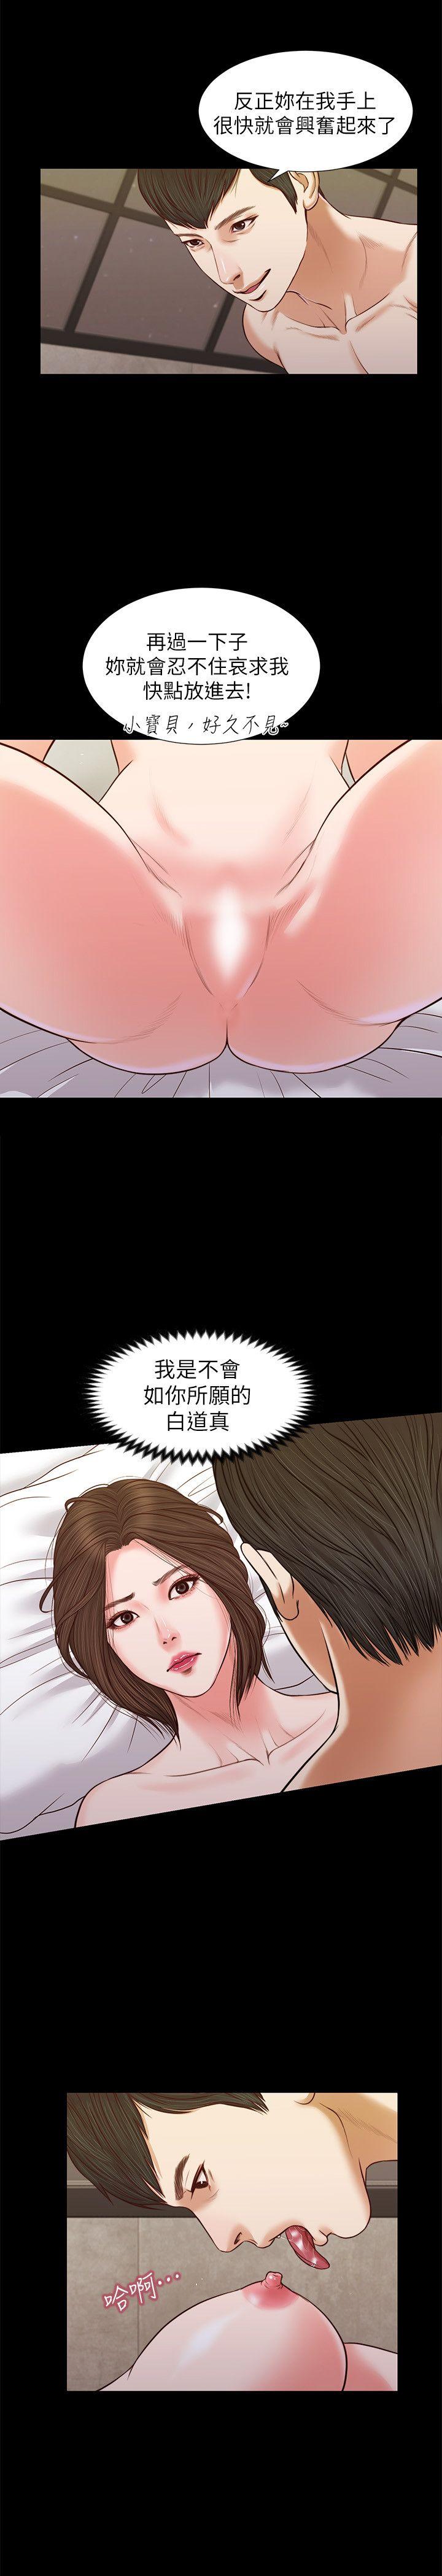 反正妳在我手上
很快就會興奮起來了
再過一下子
妳就會忍不住哀求我
快點放進去!
小寶貝，好久不見~
我是不會
如你所願的
白道真
哈啊…